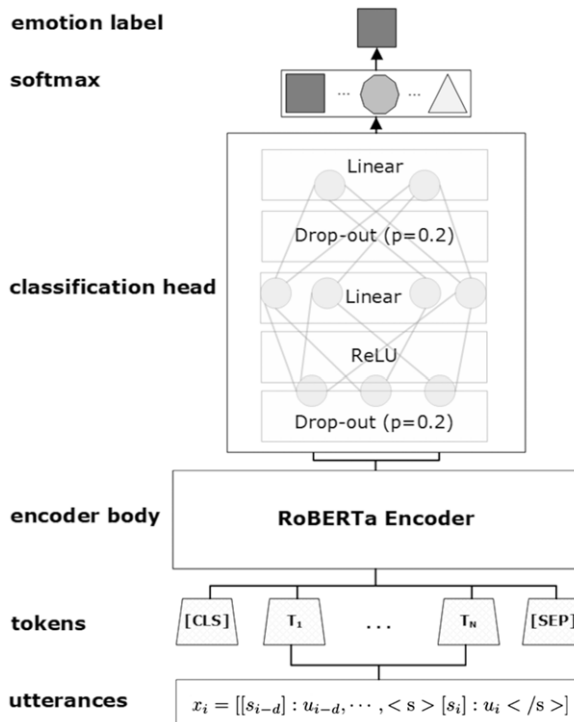 emotion label
softmax
... ...
Linear
Drop-out (p=0.2)
classification head
Linear
ReLU
Drop-out (p=0.2)
encoder body
RoBERTa Encoder
tokens
[CLS] T₁ ... T_N [SEP]
utterances
x_i = [[s_{i−d}] : u_{i−d}, ⋯ , < s > [s_i] : u_i < /s >]